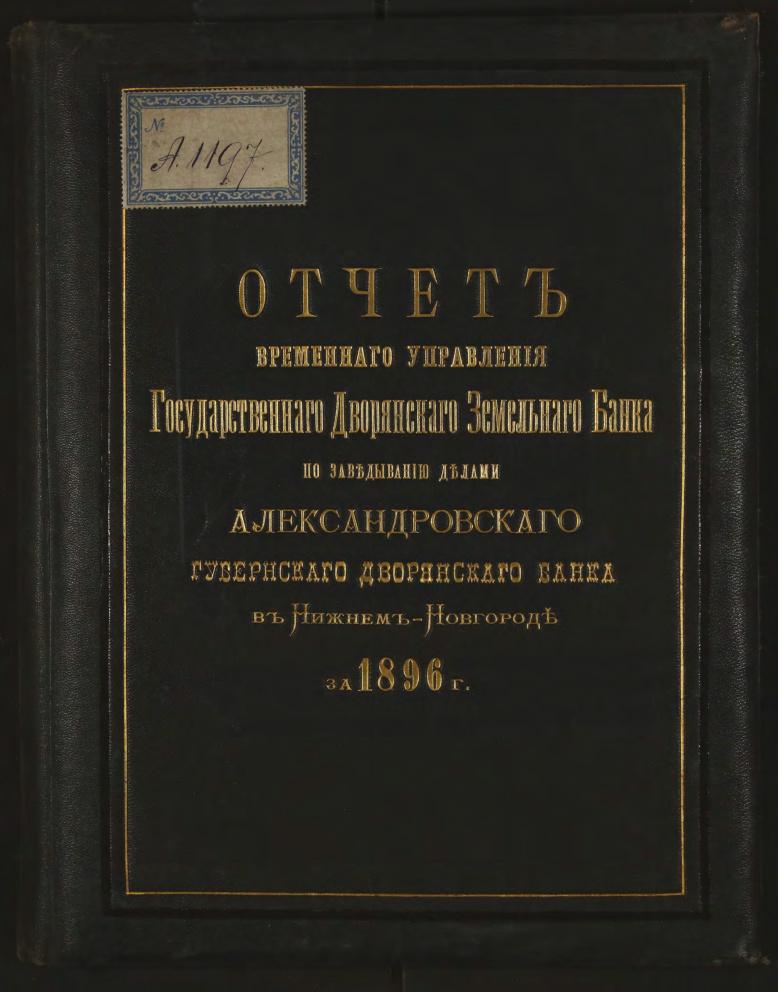 №
А. 1197.
ОТЧЕТЪ
ВРЕМЕННАГО УПРАВЛЕНІЯ
Государственнаго Дворянскаго Земельнаго Банка
ПО ЗАВѢДЫВАНІЮ ДѢЛАМИ
АЛЕКСАНДРОВСКАГО
ГУБЕРНСКАГО ДВОРЯНСКАГО БАНКА
ВЪ НИЖНЕМЪ-НОВГОРОДѢ
ЗА 1896 Г.